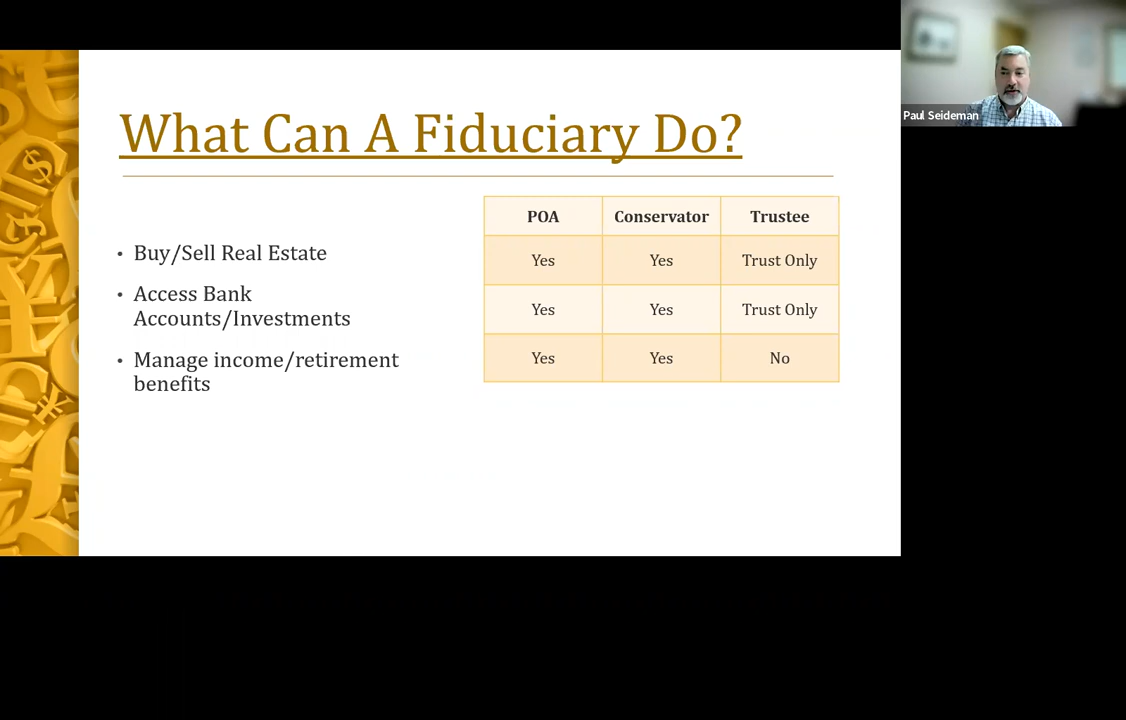 What Can A Fiduciary Do?
• Buy/Sell Real Estate
• Access Bank
Accounts/Investments
• Manage income/retirement
benefits
POA Conservator Trustee
Yes Yes Trust Only
Yes Yes Trust Only
Yes Yes No
Paul Seideman